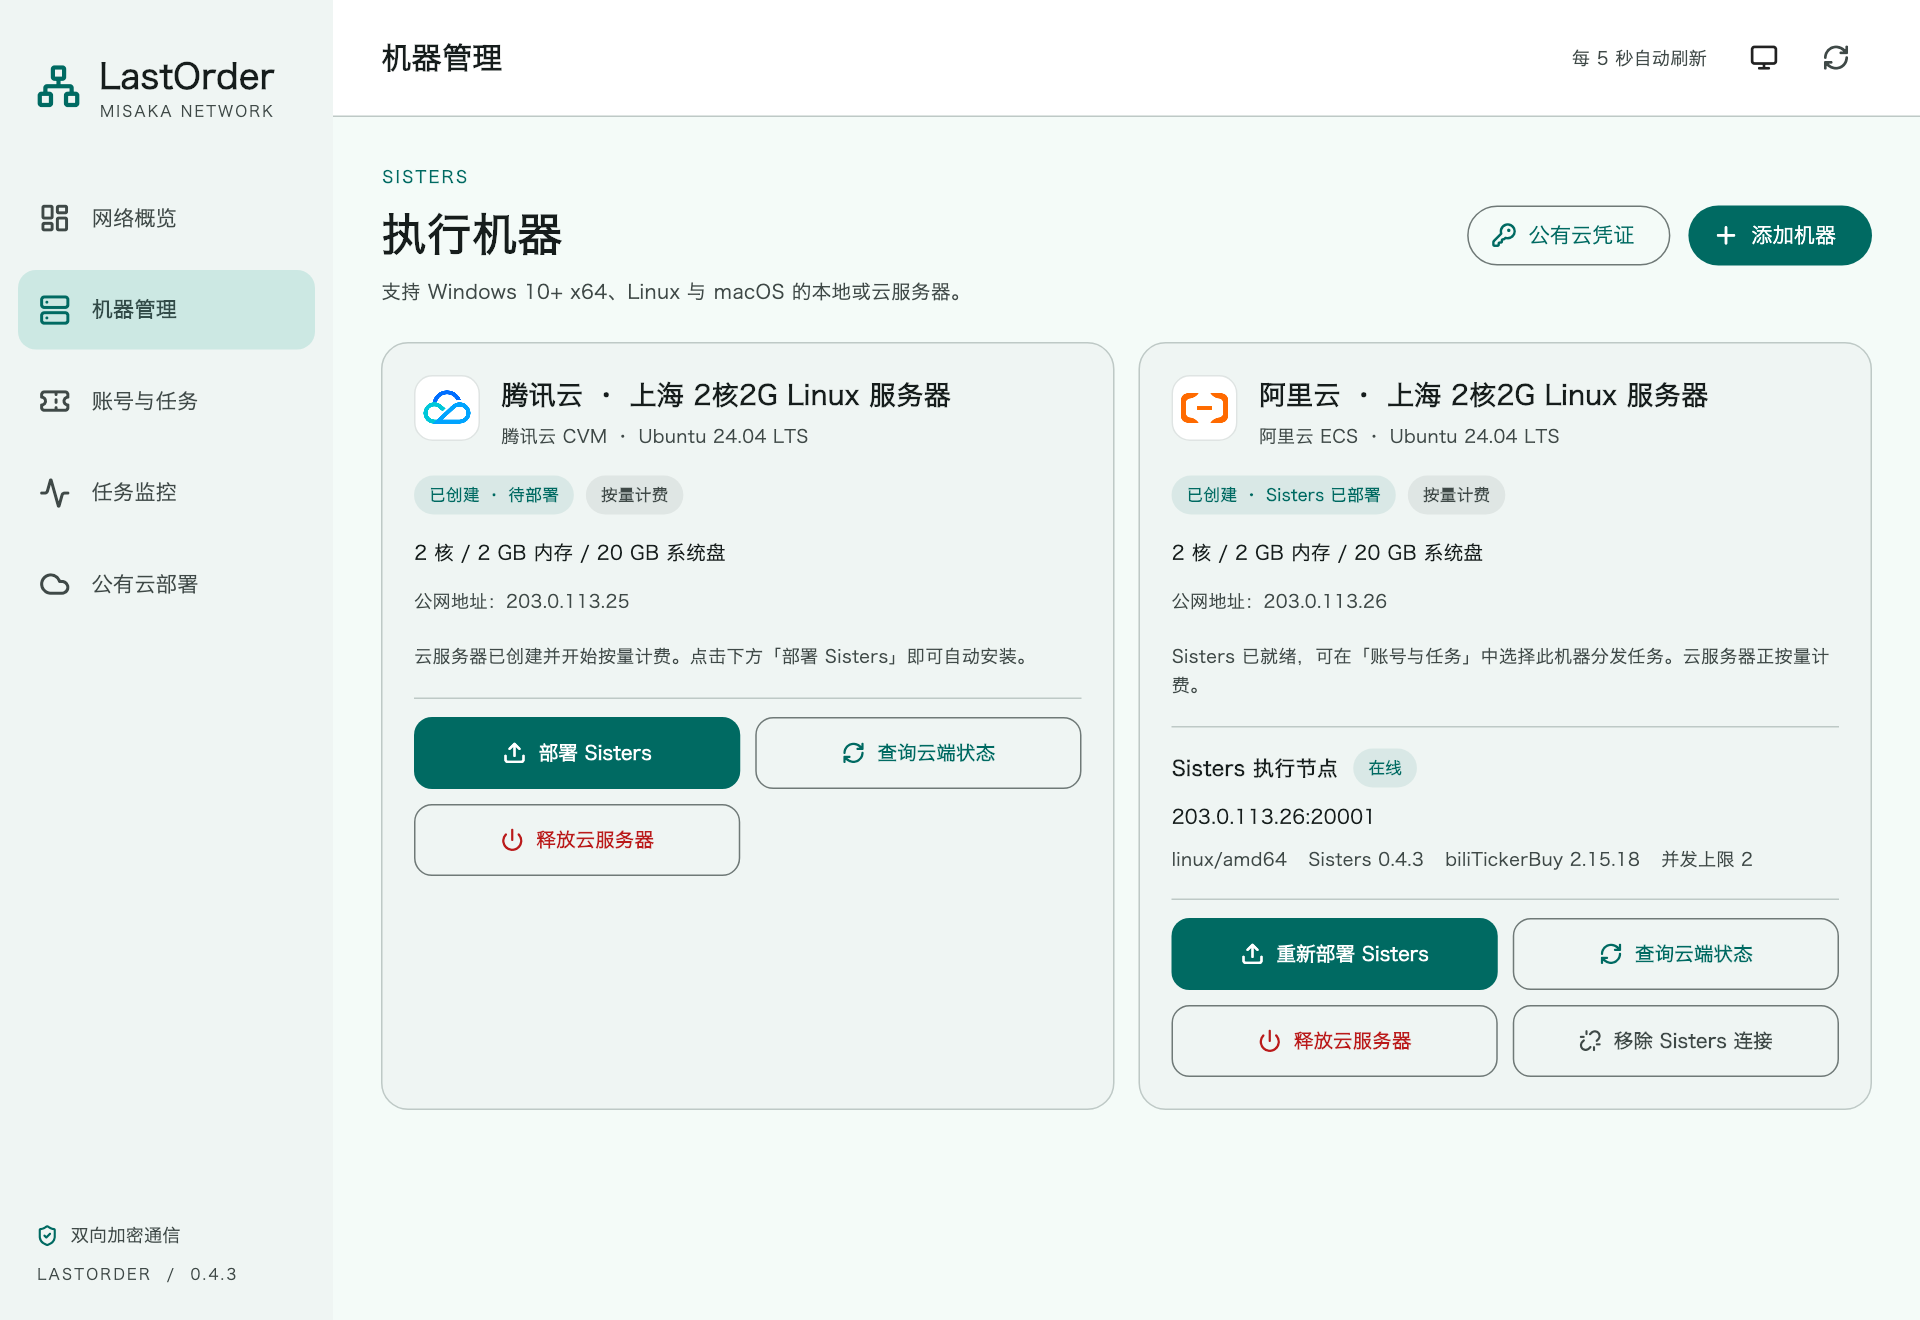 LastOrder
MISAKA NETWORK
网络概览
机器管理
账号与任务
任务监控
公有云部署
双向加密通信
LASTORDER / 0.4.3
机器管理
每 5 秒自动刷新
SISTERS
执行机器
支持 Windows 10+ x64、Linux 与 macOS 的本地或云服务器。
公有云凭证
添加机器
腾讯云 · 上海 2核2G Linux 服务器
腾讯云 CVM · Ubuntu 24.04 LTS
已创建 · 待部署
按量计费
2 核 / 2 GB 内存 / 20 GB 系统盘
公网地址：203.0.113.25
云服务器已创建并开始按量计费。点击下方「部署 Sisters」即可自动安装。
部署 Sisters
查询云端状态
释放云服务器
阿里云 · 上海 2核2G Linux 服务器
阿里云 ECS · Ubuntu 24.04 LTS
已创建 · Sisters 已部署
按量计费
2 核 / 2 GB 内存 / 20 GB 系统盘
公网地址：203.0.113.26
Sisters 已就绪，可在「账号与任务」中选择此机器分发任务。云服务器正按量计
费。
Sisters 执行节点
在线
203.0.113.26:20001
linux/amd64 Sisters 0.4.3 biliTickerBuy 2.15.18 并发上限 2
重新部署 Sisters
查询云端状态
释放云服务器
移除 Sisters 连接